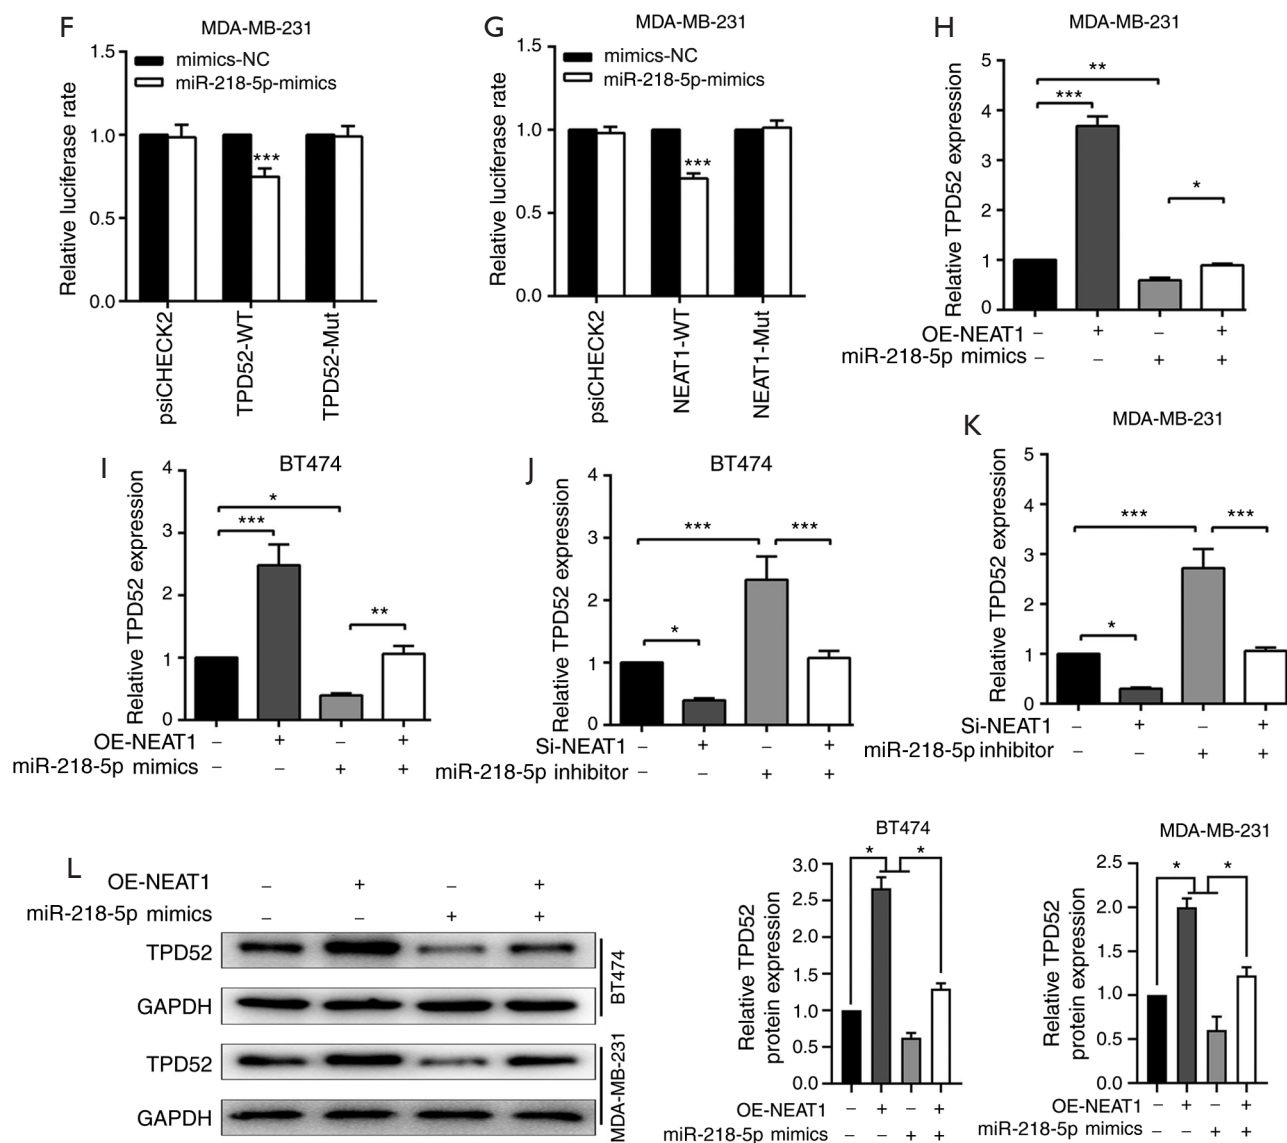 F
MDA-MB-231
mimics-NC
miR-218-5p-mimics
Relative luciferase rate
1.5
1.0
0.5
0.0
psiCHECK2
TPD52-WT
TPD52-Mut
***
G
MDA-MB-231
mimics-NC
miR-218-5p-mimics
Relative luciferase rate
1.5
1.0
0.5
0.0
psiCHECK2
NEAT1-WT
NEAT1-Mut
***
H
MDA-MB-231
Relative TPD52 expression
5
4
3
2
1
0
**
***
*
OE-NEAT1 – + – +
miR-218-5p mimics – – + +
I
BT474
Relative TPD52 expression
4
3
2
1
0
*
***
**
OE-NEAT1 – + – +
miR-218-5p mimics – – + +
J
BT474
Relative TPD52 expression
4
3
2
1
0
*** ***
*
Si-NEAT1 – + – +
miR-218-5p inhibitor – – + +
K
MDA-MB-231
Relative TPD52 expression
5
4
3
2
1
0
*** ***
*
Si-NEAT1 – + – +
miR-218-5p inhibitor – – + +
L
OE-NEAT1 – + – +
miR-218-5p mimics – – + +
TPD52
GAPDH
BT474
TPD52
GAPDH
MDA-MB-231
BT474
Relative TPD52
protein expression
3.0
2.5
2.0
1.5
1.0
0.5
0.0
* *
OE-NEAT1 – + – +
miR-218-5p mimics – – + +
MDA-MB-231
Relative TPD52
protein expression
2.5
2.0
1.5
1.0
0.5
0.0
* *
OE-NEAT1 – + – +
miR-218-5p mimics – – + +